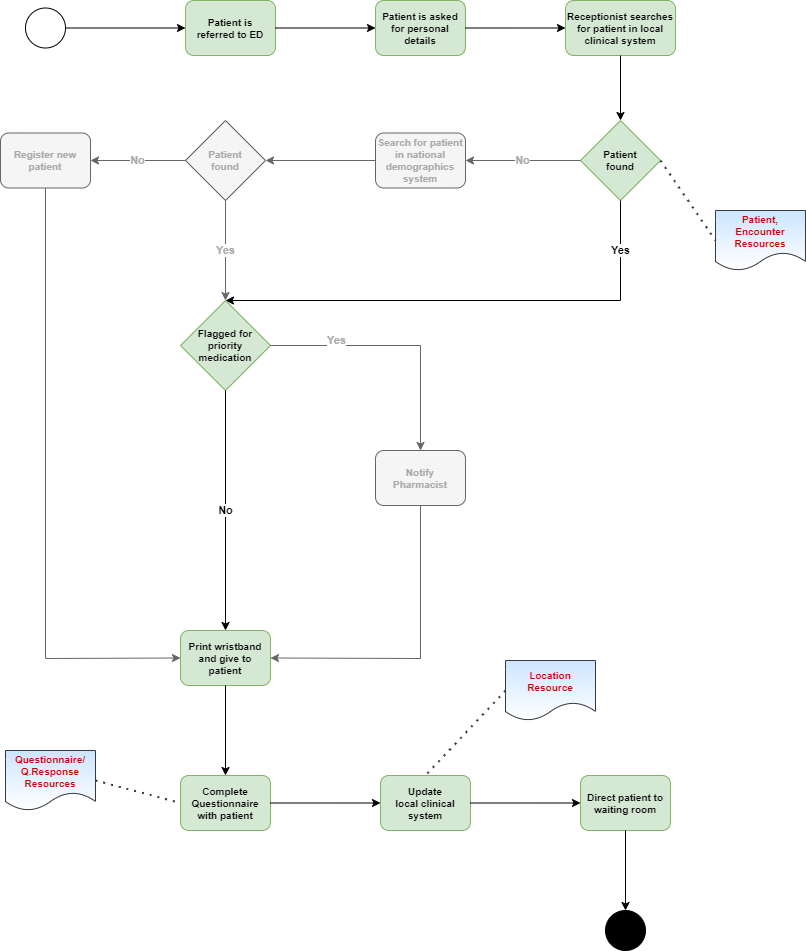 Patient is
referred to ED
Patient is asked
for personal
details
Receptionist searches
for patient in local
clinical system
Register new
patient
No
Patient
found
Search for patient
in national
demographics
system
No
Patient
found
Patient,
Encounter
Resources
Yes
Yes
Flagged for
priority
medication
Yes
Notify
Pharmacist
No
Print wristband
and give to
patient
Location
Resource
Questionnaire/
Q.Response
Resources
Complete
Questionnaire
with patient
Update
local clinical
system
Direct patient to
waiting room